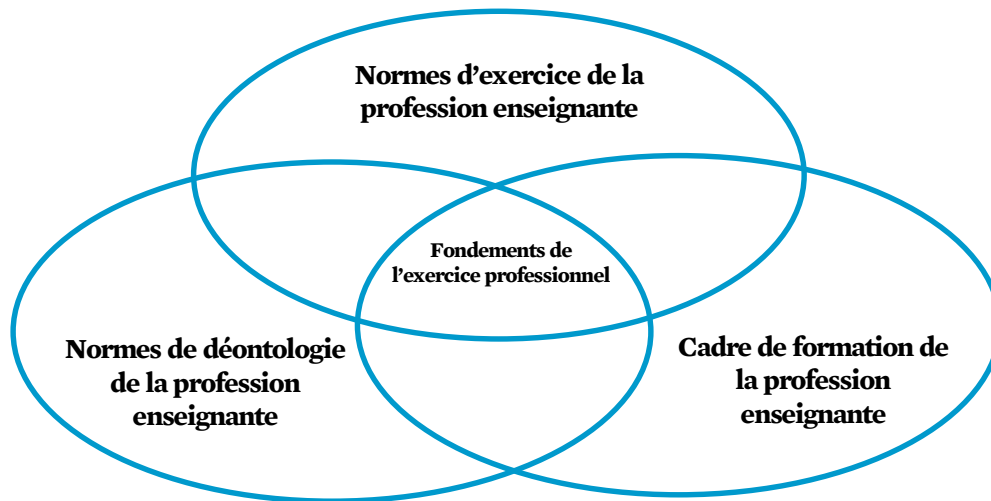 Normes d'exercice de la
profession enseignante
Fondements de
l'exercice professionnel
Normes de déontologie
de la profession
enseignante
Cadre de formation de
la profession
enseignante